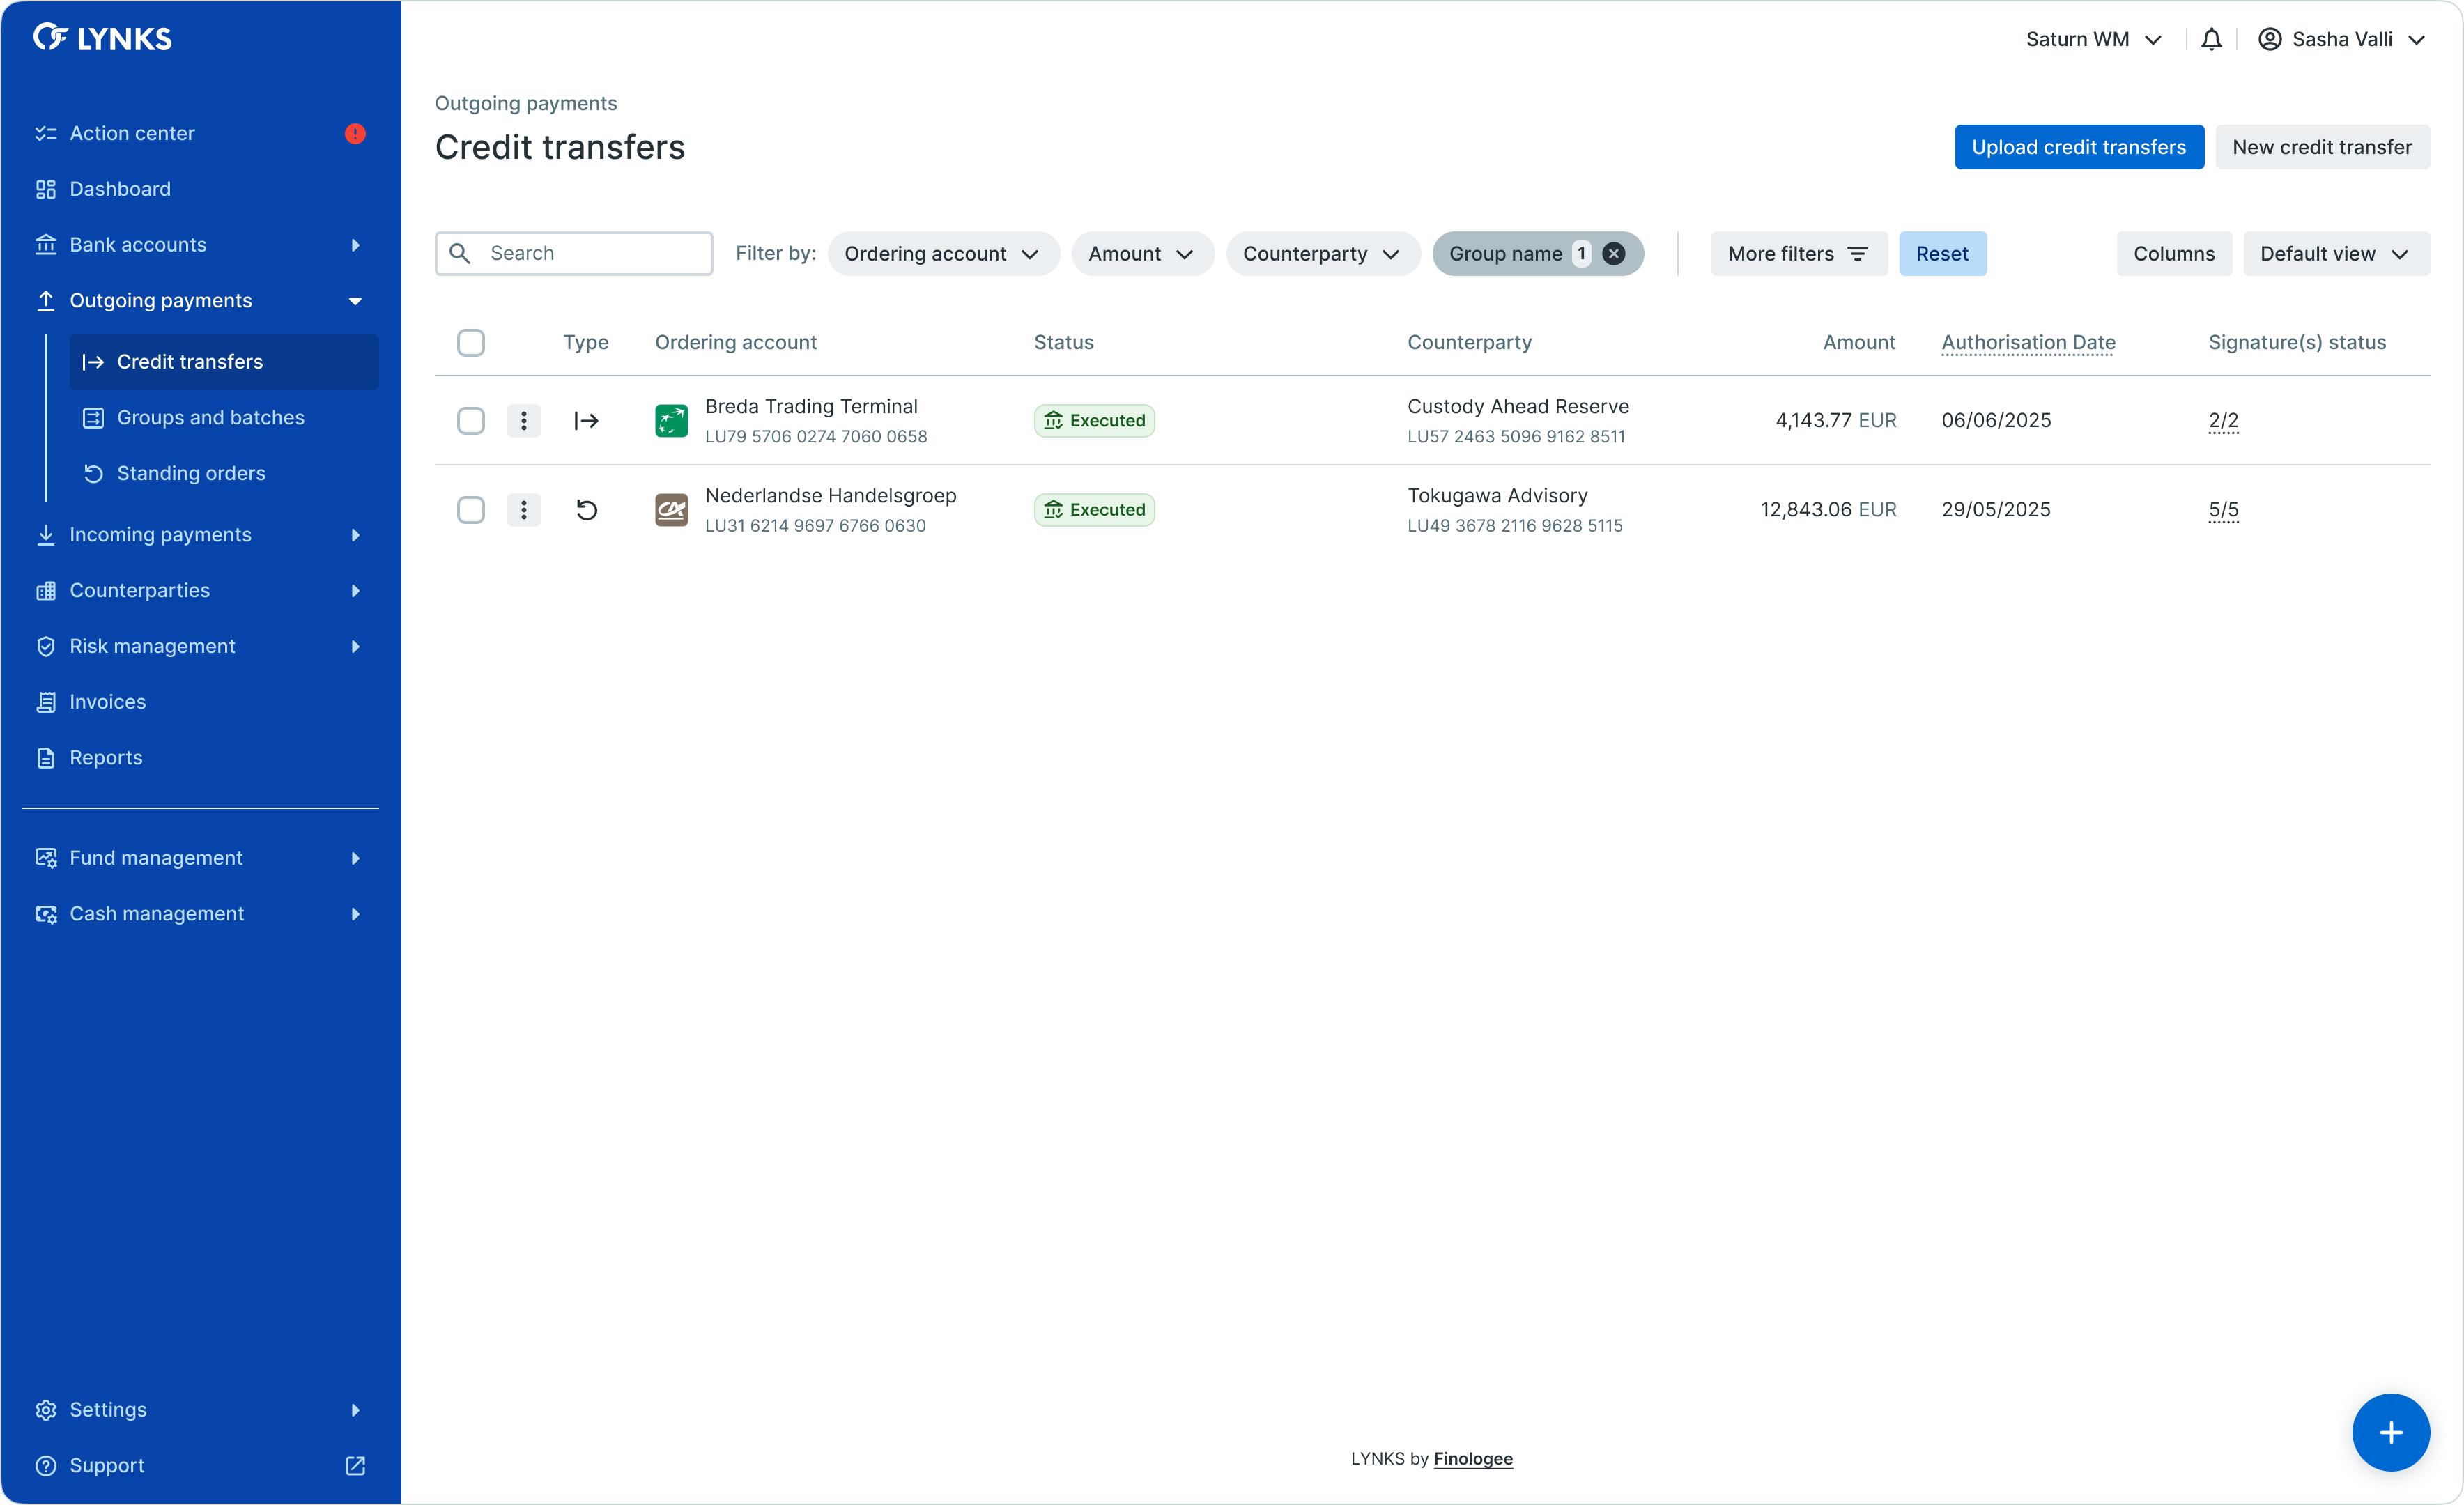 LYNKS
Saturn WM
Sasha Valli
Action center
Dashboard
Bank accounts
Outgoing payments
Credit transfers
Groups and batches
Standing orders
Incoming payments
Counterparties
Risk management
Invoices
Reports
Fund management
Cash management
Settings
Support
Outgoing payments
Credit transfers
Upload credit transfers
New credit transfer
Search
Filter by:
Ordering account
Amount
Counterparty
Group name 1
More filters
Reset
Columns
Default view
Type Ordering account Status Counterparty Amount Authorisation Date Signature(s) status
Breda Trading Terminal
LU79 5706 0274 7060 0658
Executed
Custody Ahead Reserve
LU57 2463 5096 9162 8511
4,143.77 EUR
06/06/2025
2/2
Nederlandse Handelsgroep
LU31 6214 9697 6766 0630
Executed
Tokugawa Advisory
LU49 3678 2116 9628 5115
12,843.06 EUR
29/05/2025
5/5
LYNKS by Finologee